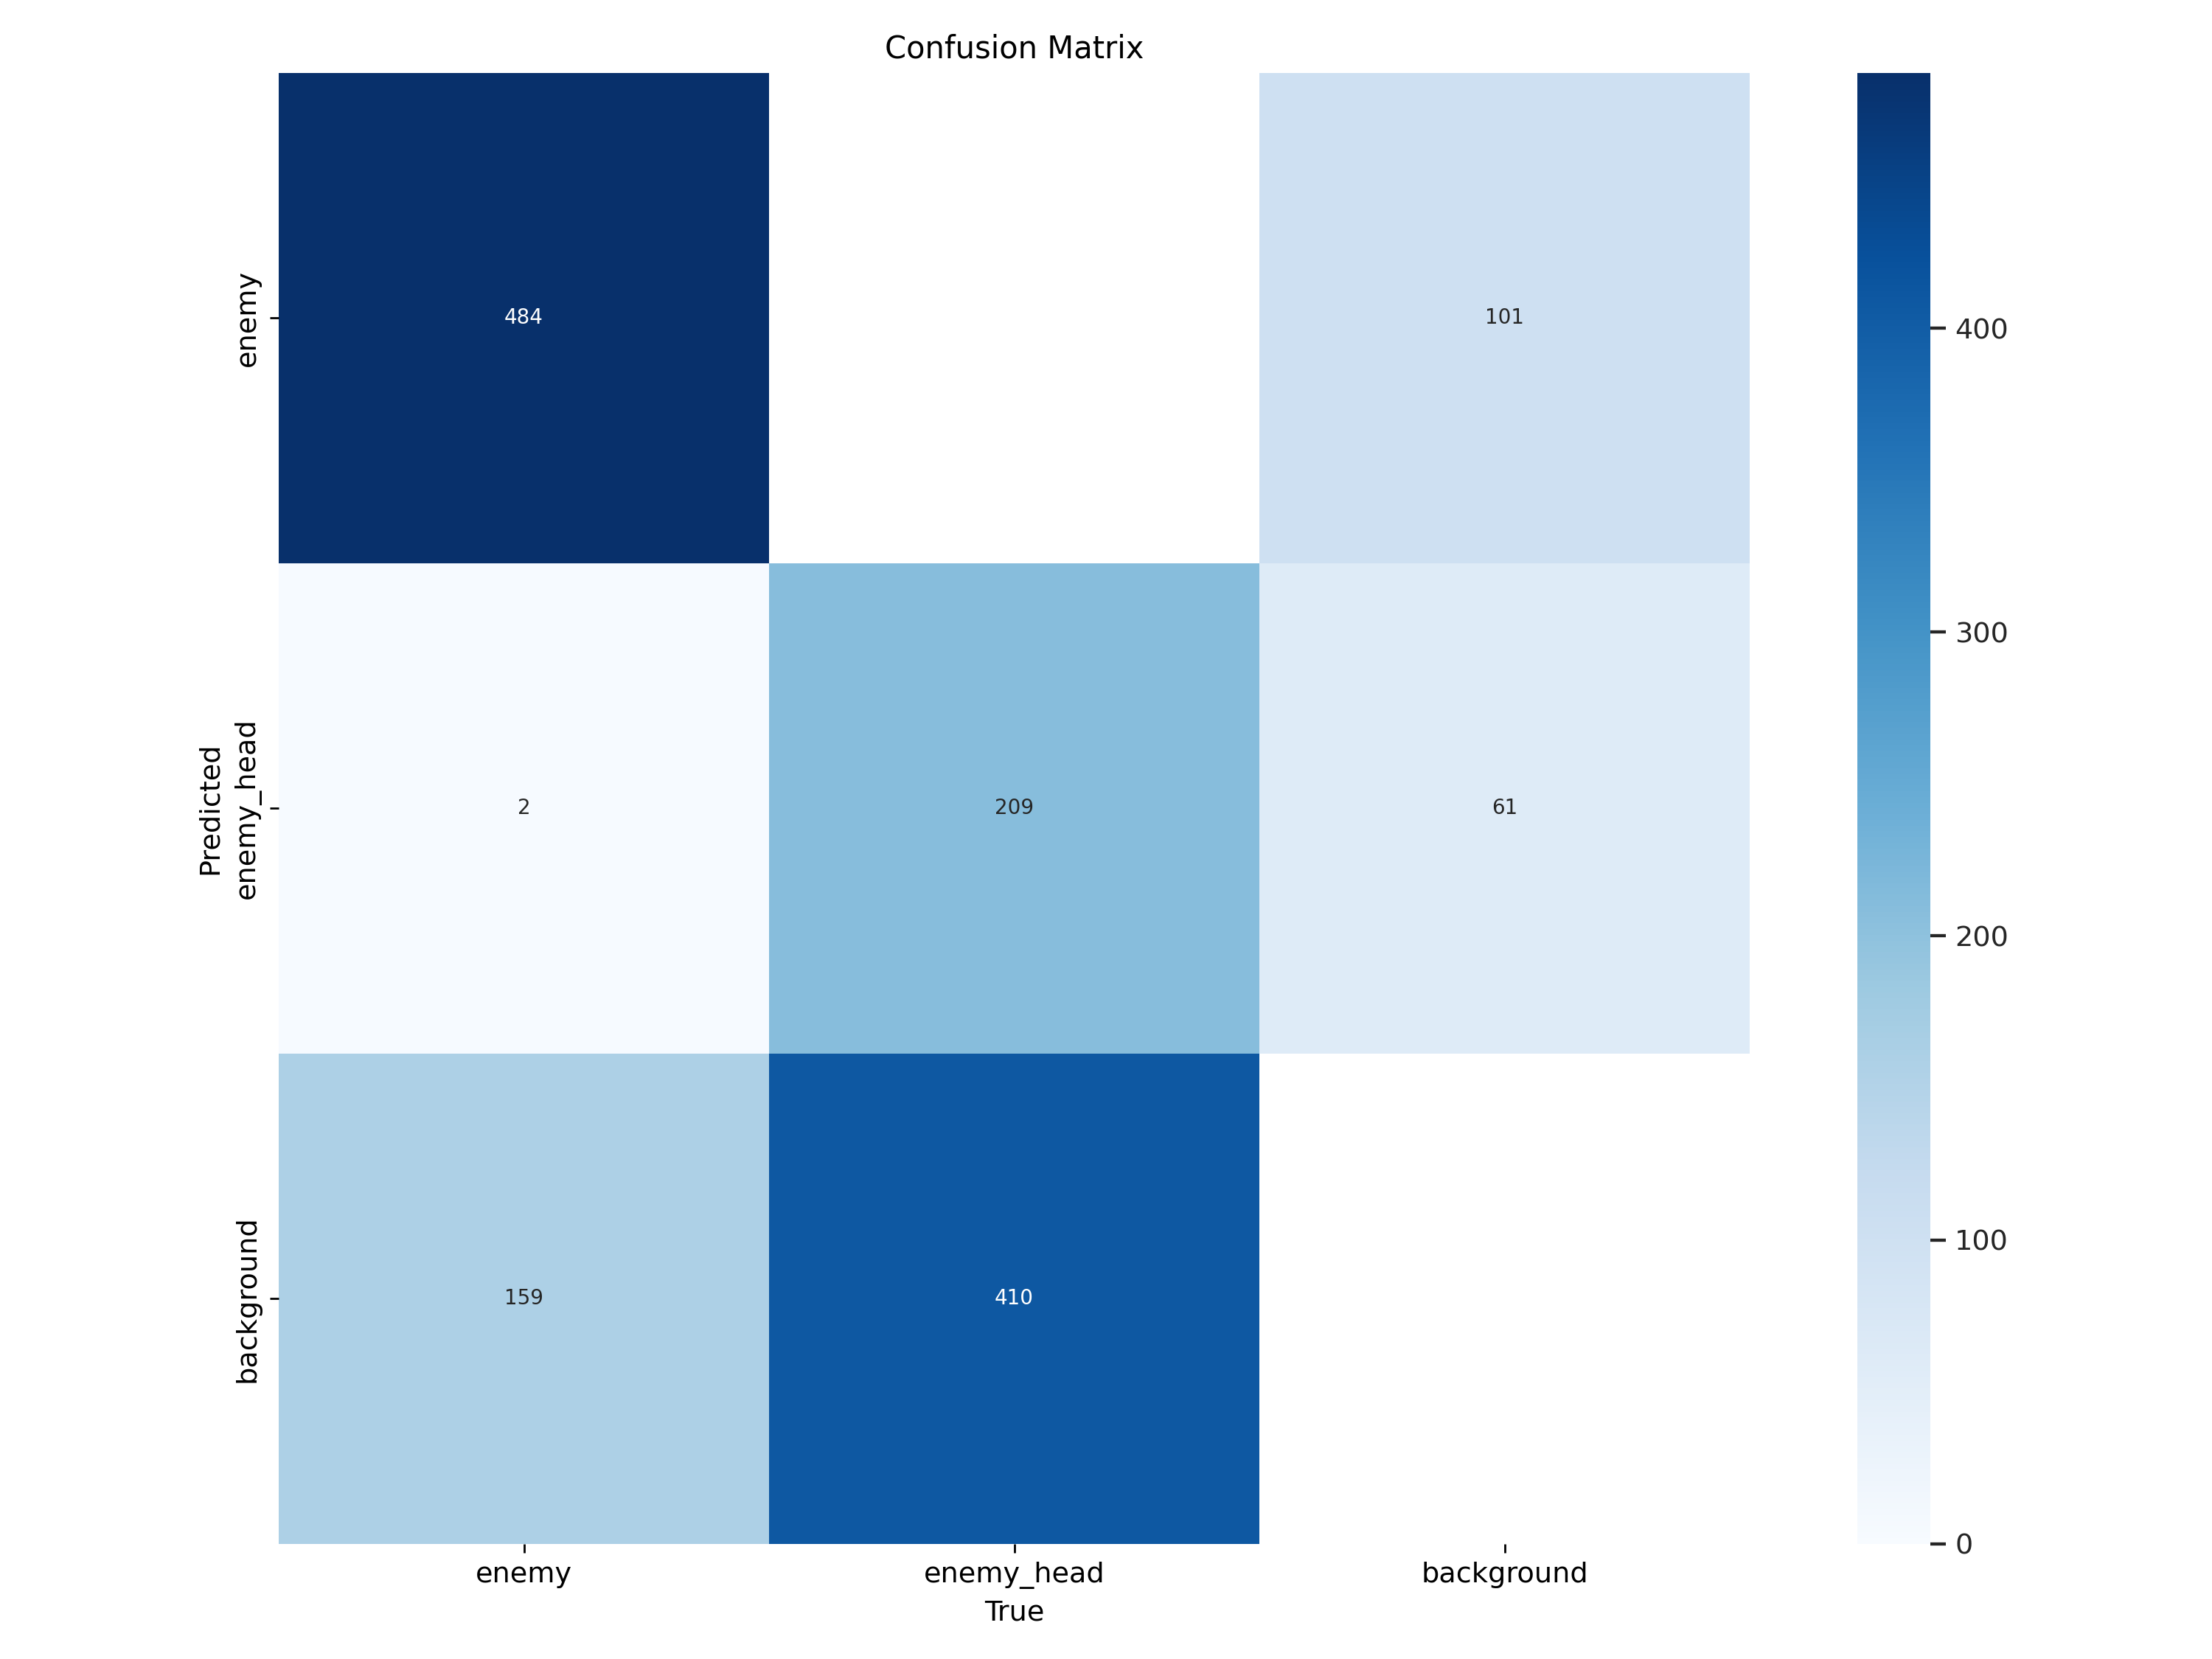 Confusion Matrix
enemy
484
101
400
300
Predicted
enemy_head
2
209
61
200
background
159
410
100
0
enemy
enemy_head
background
True